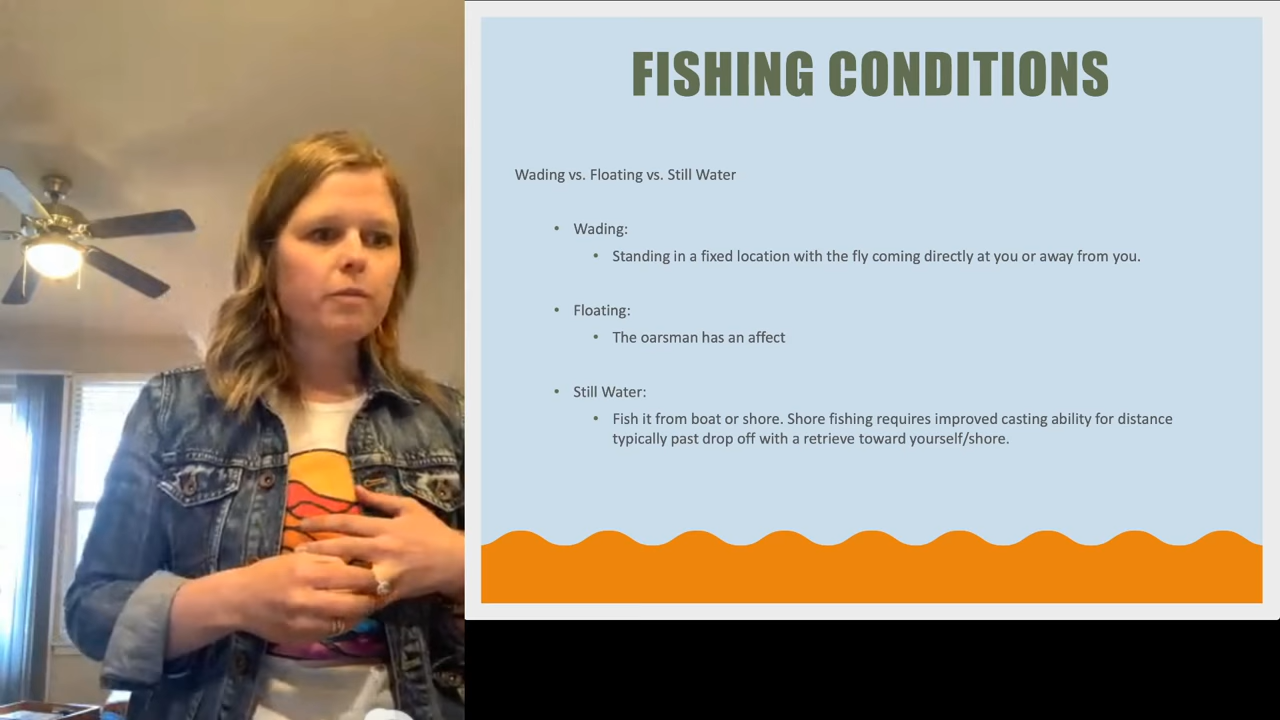 FISHING CONDITIONS
Wading vs. Floating vs. Still Water
• Wading:
• Standing in a fixed location with the fly coming directly at you or away from you.
• Floating:
• The oarsman has an affect
• Still Water:
• Fish it from boat or shore. Shore fishing requires improved casting ability for distance
typically past drop off with a retrieve toward yourself/shore.